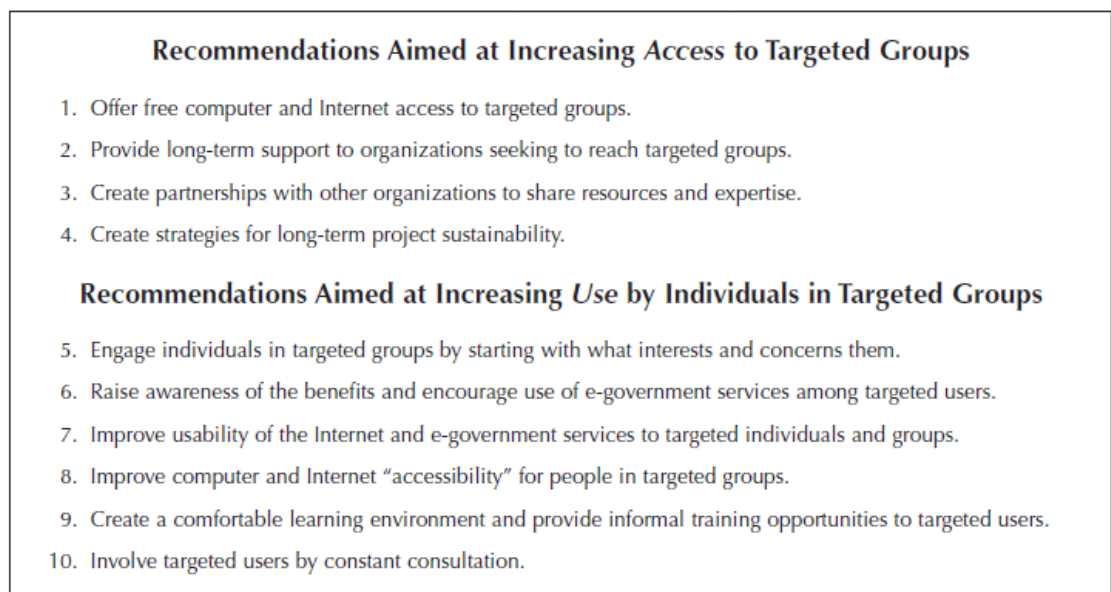 Recommendations Aimed at Increasing Access to Targeted Groups
1. Offer free computer and Internet access to targeted groups.
2. Provide long-term support to organizations seeking to reach targeted groups.
3. Create partnerships with other organizations to share resources and expertise.
4. Create strategies for long-term project sustainability.
Recommendations Aimed at Increasing Use by Individuals in Targeted Groups
5. Engage individuals in targeted groups by starting with what interests and concerns them.
6. Raise awareness of the benefits and encourage use of e-government services among targeted users.
7. Improve usability of the Internet and e-government services to targeted individuals and groups.
8. Improve computer and Internet “accessibility” for people in targeted groups.
9. Create a comfortable learning environment and provide informal training opportunities to targeted users.
10. Involve targeted users by constant consultation.